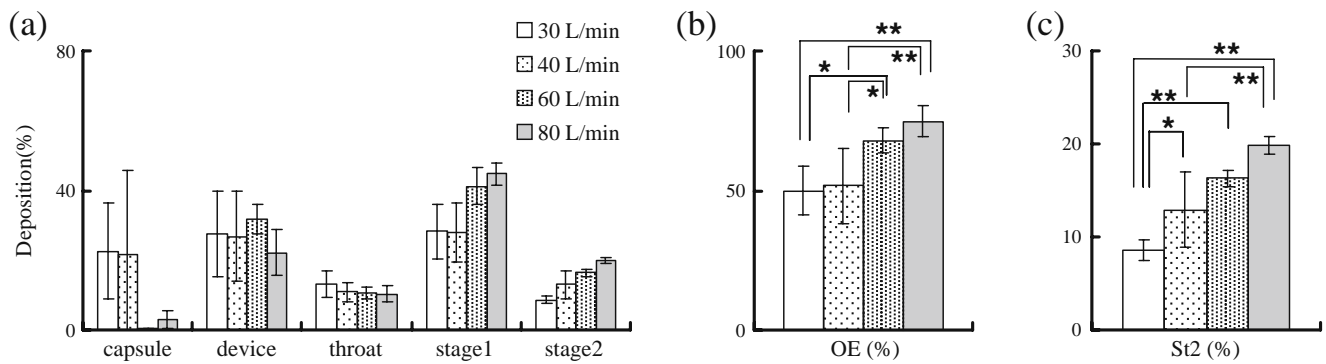 (a)
80
40
0
Deposition(%)
30 L/min
40 L/min
60 L/min
80 L/min
capsule device throat stage1 stage2
(b)
100
50
0
**
*
**
*
OE (%)
(c)
30
20
10
0
**
**
**
*
St2 (%)